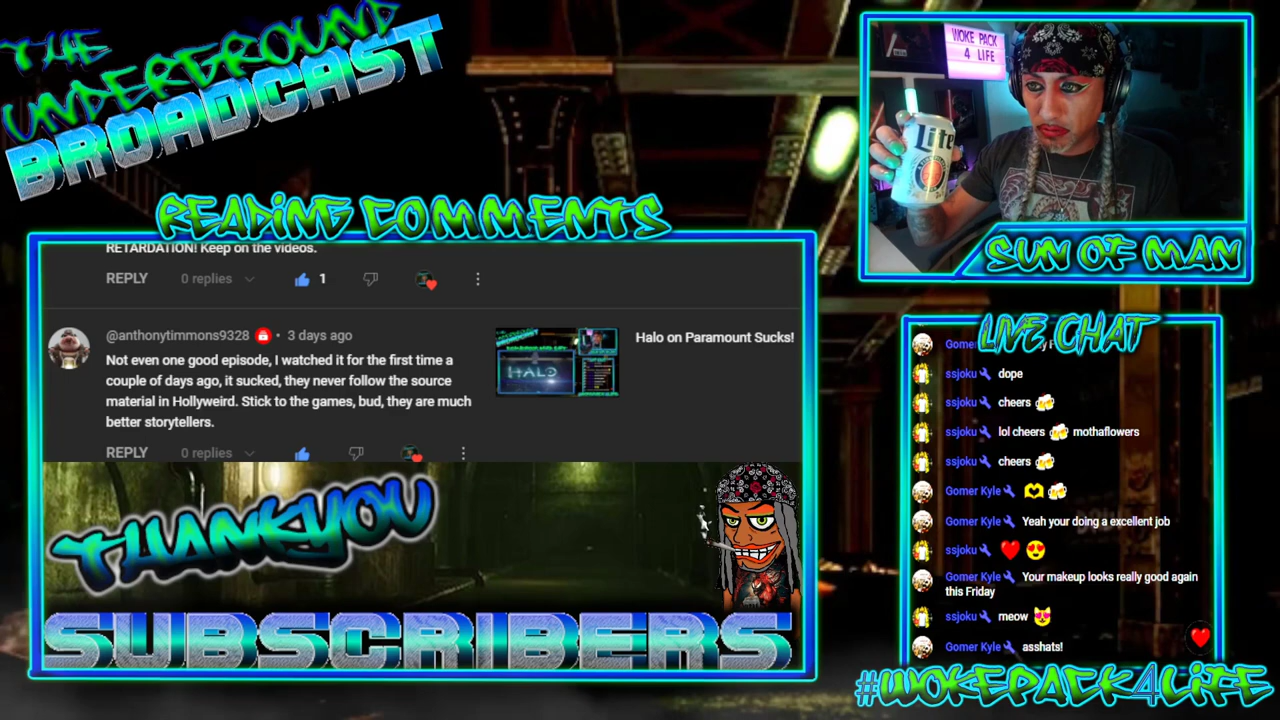 THE
UNDERGROUND
BROADCAST
WOKE PACK
4 LIFE
Lite
SUN OF MAN
READING COMMENTS
RETARDATION! Keep on the videos.
REPLY 0 replies 1
@anthonytimmons9328 • 3 days ago
Not even one good episode, I watched it for the first time a
couple of days ago, it sucked, they never follow the source
material in Hollyweird. Stick to the games, bud, they are much
better storytellers.
REPLY 0 replies
HALO
Halo on Paramount Sucks!
THANK YOU
SUBSCRIBERS
LIVE CHAT
ssjoku dope
ssjoku cheers 🍻
ssjoku lol cheers 🍻 mothaflowers
ssjoku cheers 🍻
Gomer Kyle 🍻
Gomer Kyle Yeah your doing a excellent job
ssjoku ❤️ 😍
Gomer Kyle Your makeup looks really good again
this Friday
ssjoku meow 😻
Gomer Kyle asshats!
#WOKEPACK4LIFE